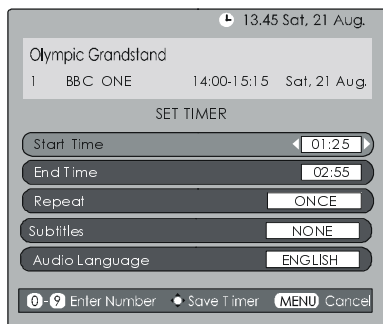 13.45 Sat, 21 Aug.
Olympic Grandstand
1 BBC ONE 14:00-15:15 Sat, 21 Aug.
SET TIMER
Start Time 01:25
End Time 02:55
Repeat ONCE
Subtitles NONE
Audio Language ENGLISH
0-9 Enter Number Save Timer MENU Cancel